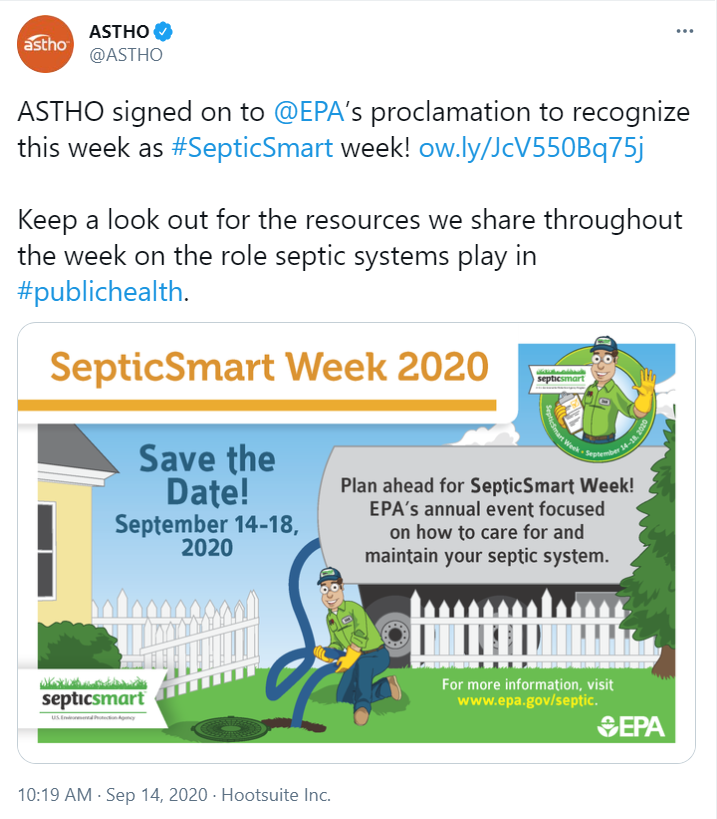 astho
ASTHO
@ASTHO
ASTHO signed on to @EPA's proclamation to recognize
this week as #SepticSmart week! ow.ly/JcV550Bq75j
Keep a look out for the resources we share throughout
the week on the role septic systems play in
#publichealth.
SepticSmart Week 2020
septicsmart
SepticSmart Week • September 14-18, 2020
Save the
Date!
September 14-18,
2020
Plan ahead for SepticSmart Week!
EPA's annual event focused
on how to care for and
maintain your septic system.
septicsmart
U.S. Environmental Protection Agency
For more information, visit
www.epa.gov/septic.
EPA
10:19 AM · Sep 14, 2020 · Hootsuite Inc.